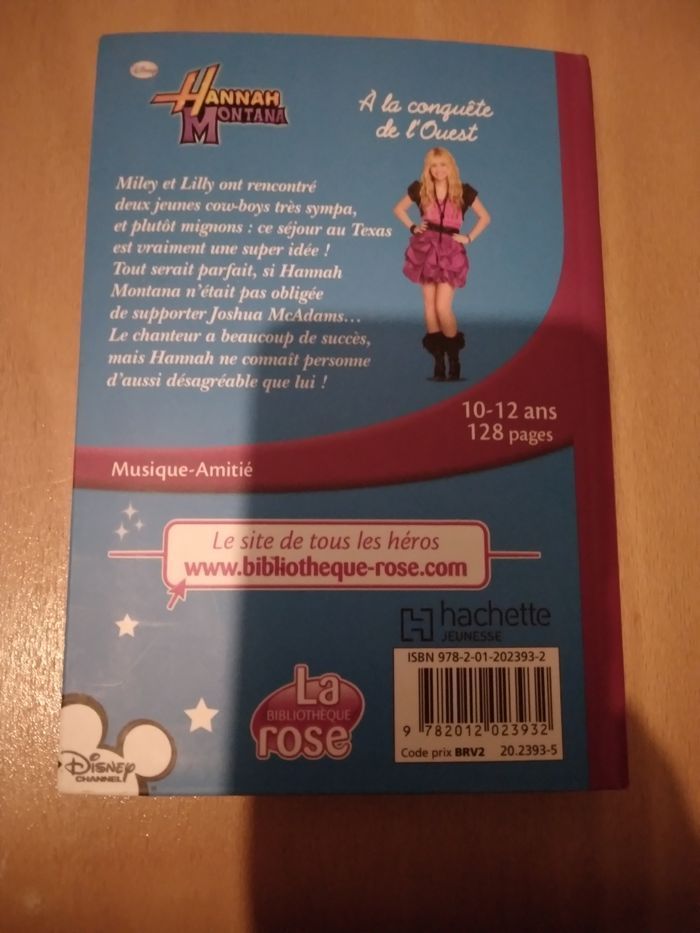 Disney
HANNAH
MONTANA
À la conquête
de l'Ouest
Miley et Lilly ont rencontré
deux jeunes cow-boys très sympa,
et plutôt mignons : ce séjour au Texas
est vraiment une super idée !
Tout serait parfait, si Hannah
Montana n'était pas obligée
de supporter Joshua McAdams...
Le chanteur a beaucoup de succès,
mais Hannah ne connaît personne
d'aussi désagréable que lui !
10-12 ans
128 pages
Musique-Amitié
Le site de tous les héros
www.bibliotheque-rose.com
hachette
JEUNESSE
ISBN 978-2-01-202393-2
9 782012 023932
Code prix BRV2 20.2393-5
La
BIBLIOTHÈQUE
rose
DISNEY
CHANNEL